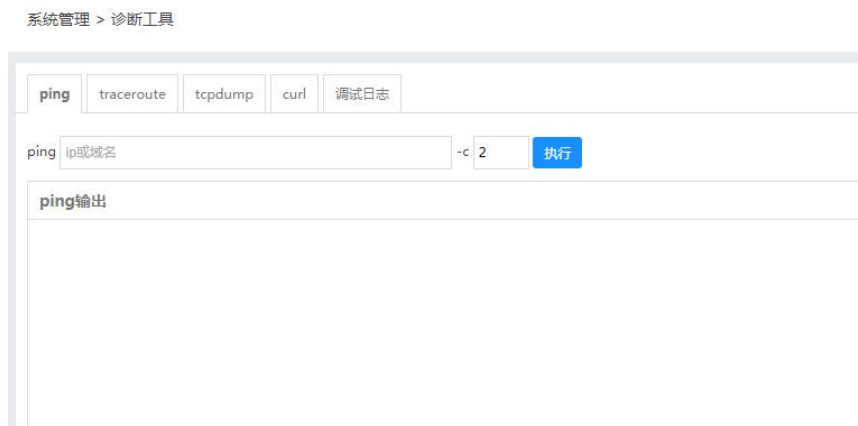 系统管理 > 诊断工具
ping traceroute tcpdump curl 调试日志
ping ip或域名 -c 2 执行
ping输出